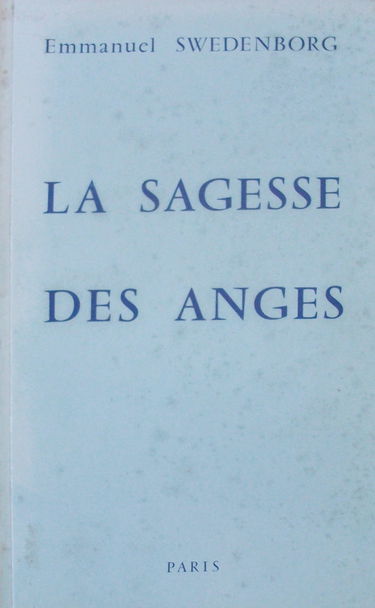 Emmanuel SWEDENBORG
LA SAGESSE
DES ANGES
PARIS